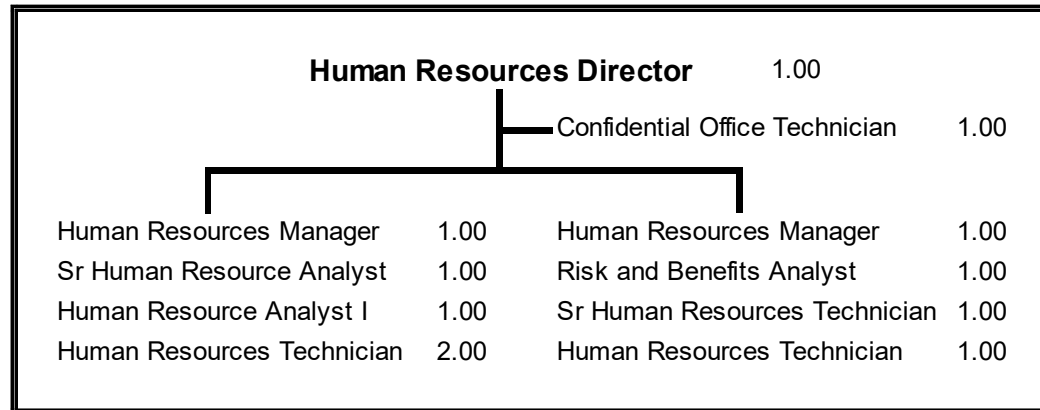 Human Resources Director 1.00
Confidential Office Technician 1.00
Human Resources Manager 1.00 Human Resources Manager 1.00
Sr Human Resource Analyst 1.00 Risk and Benefits Analyst 1.00
Human Resource Analyst I 1.00 Sr Human Resources Technician 1.00
Human Resources Technician 2.00 Human Resources Technician 1.00